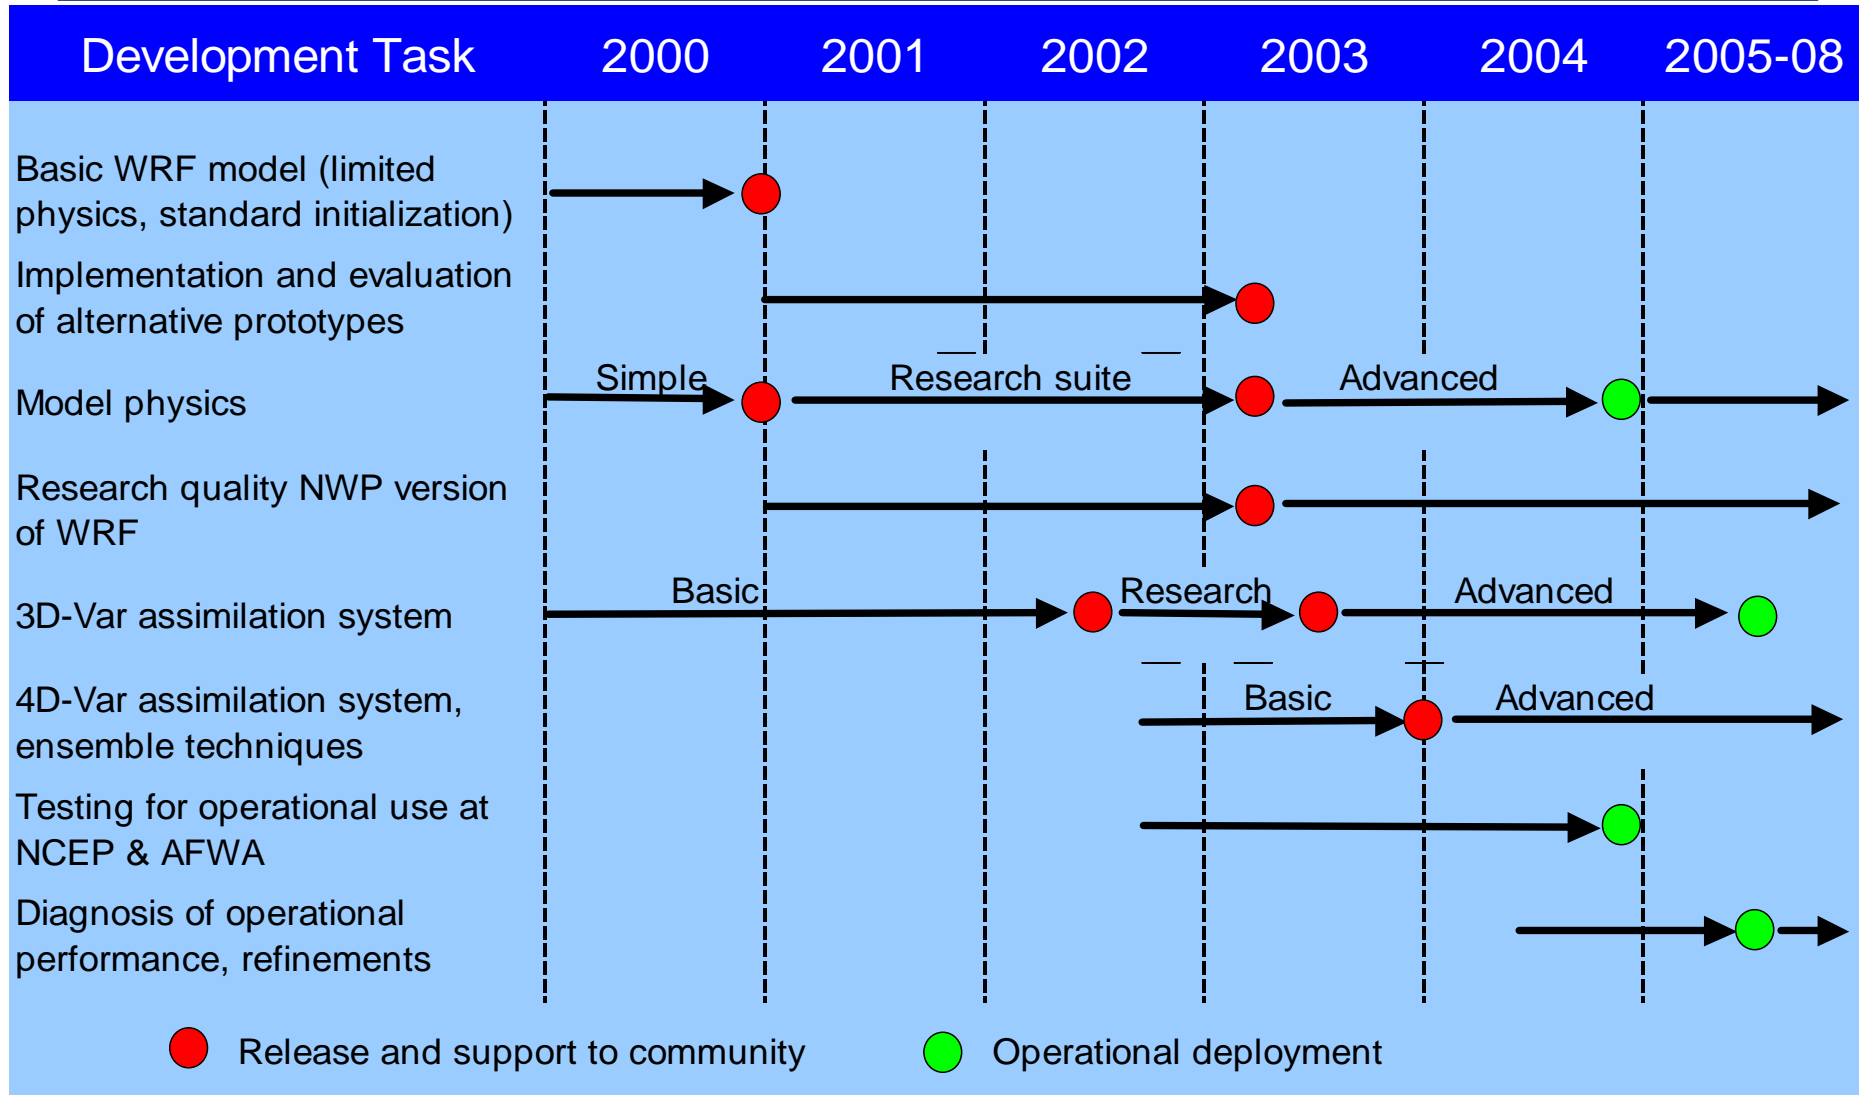 Development Task 2000 2001 2002 2003 2004 2005-08
Basic WRF model (limited
physics, standard initialization)
Implementation and evaluation
of alternative prototypes
Simple Research suite Advanced
Model physics
Research quality NWP version
of WRF
Basic Research Advanced
3D-Var assimilation system
4D-Var assimilation system,
Basic Advanced
ensemble techniques
Testing for operational use at
NCEP & AFWA
Diagnosis of operational
performance, refinements
Release and support to community Operational deployment